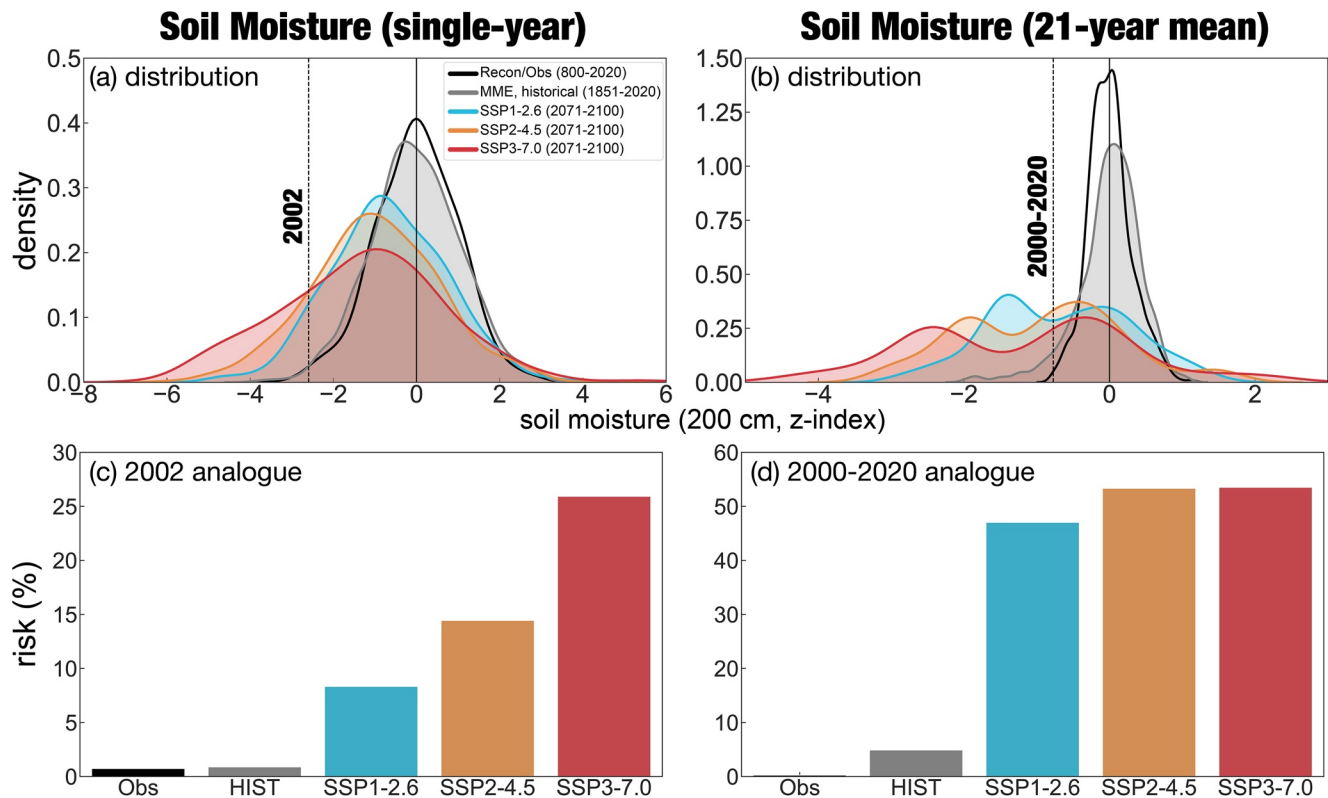 Soil Moisture (single-year)
Soil Moisture (21-year mean)
(a) distribution
Recon/Obs (800-2020)
MME, historical (1851-2020)
SSP1-2.6 (2071-2100)
SSP2-4.5 (2071-2100)
SSP3-7.0 (2071-2100)
2002
density
0.5
0.4
0.3
0.2
0.1
0.0
−8
−6
−4
−2
0
2
4
6
(b) distribution
2000-2020
1.50
1.25
1.00
0.75
0.50
0.25
0.00
−4
−2
0
2
soil moisture (200 cm, z-index)
(c) 2002 analogue
risk (%)
30
25
20
15
10
5
0
Obs
HIST
SSP1-2.6
SSP2-4.5
SSP3-7.0
(d) 2000-2020 analogue
60
50
40
30
20
10
0
Obs
HIST
SSP1-2.6
SSP2-4.5
SSP3-7.0